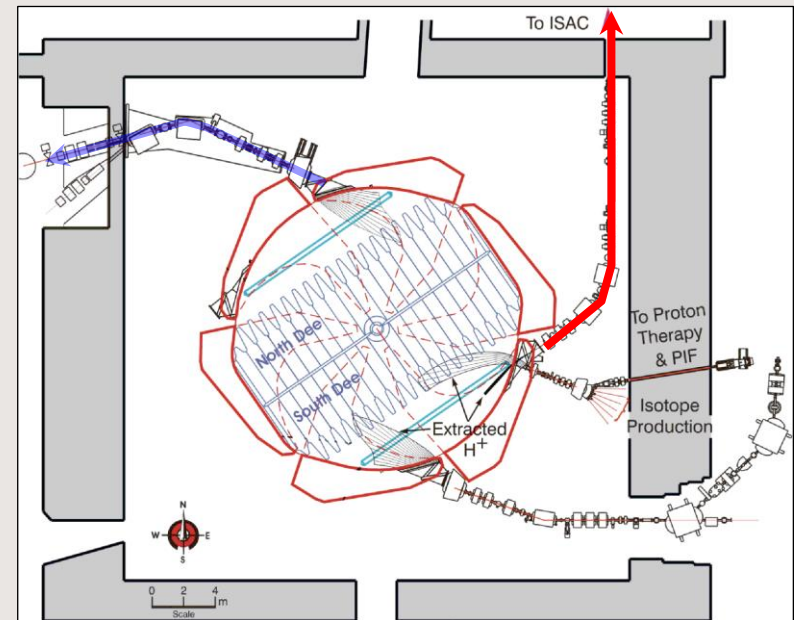 To ISAC
North Dee
South Dee
Extracted
H+
To Proton
Therapy
& PIF
Isotope
Production
N
W E
S
0 2 4
m
Scale